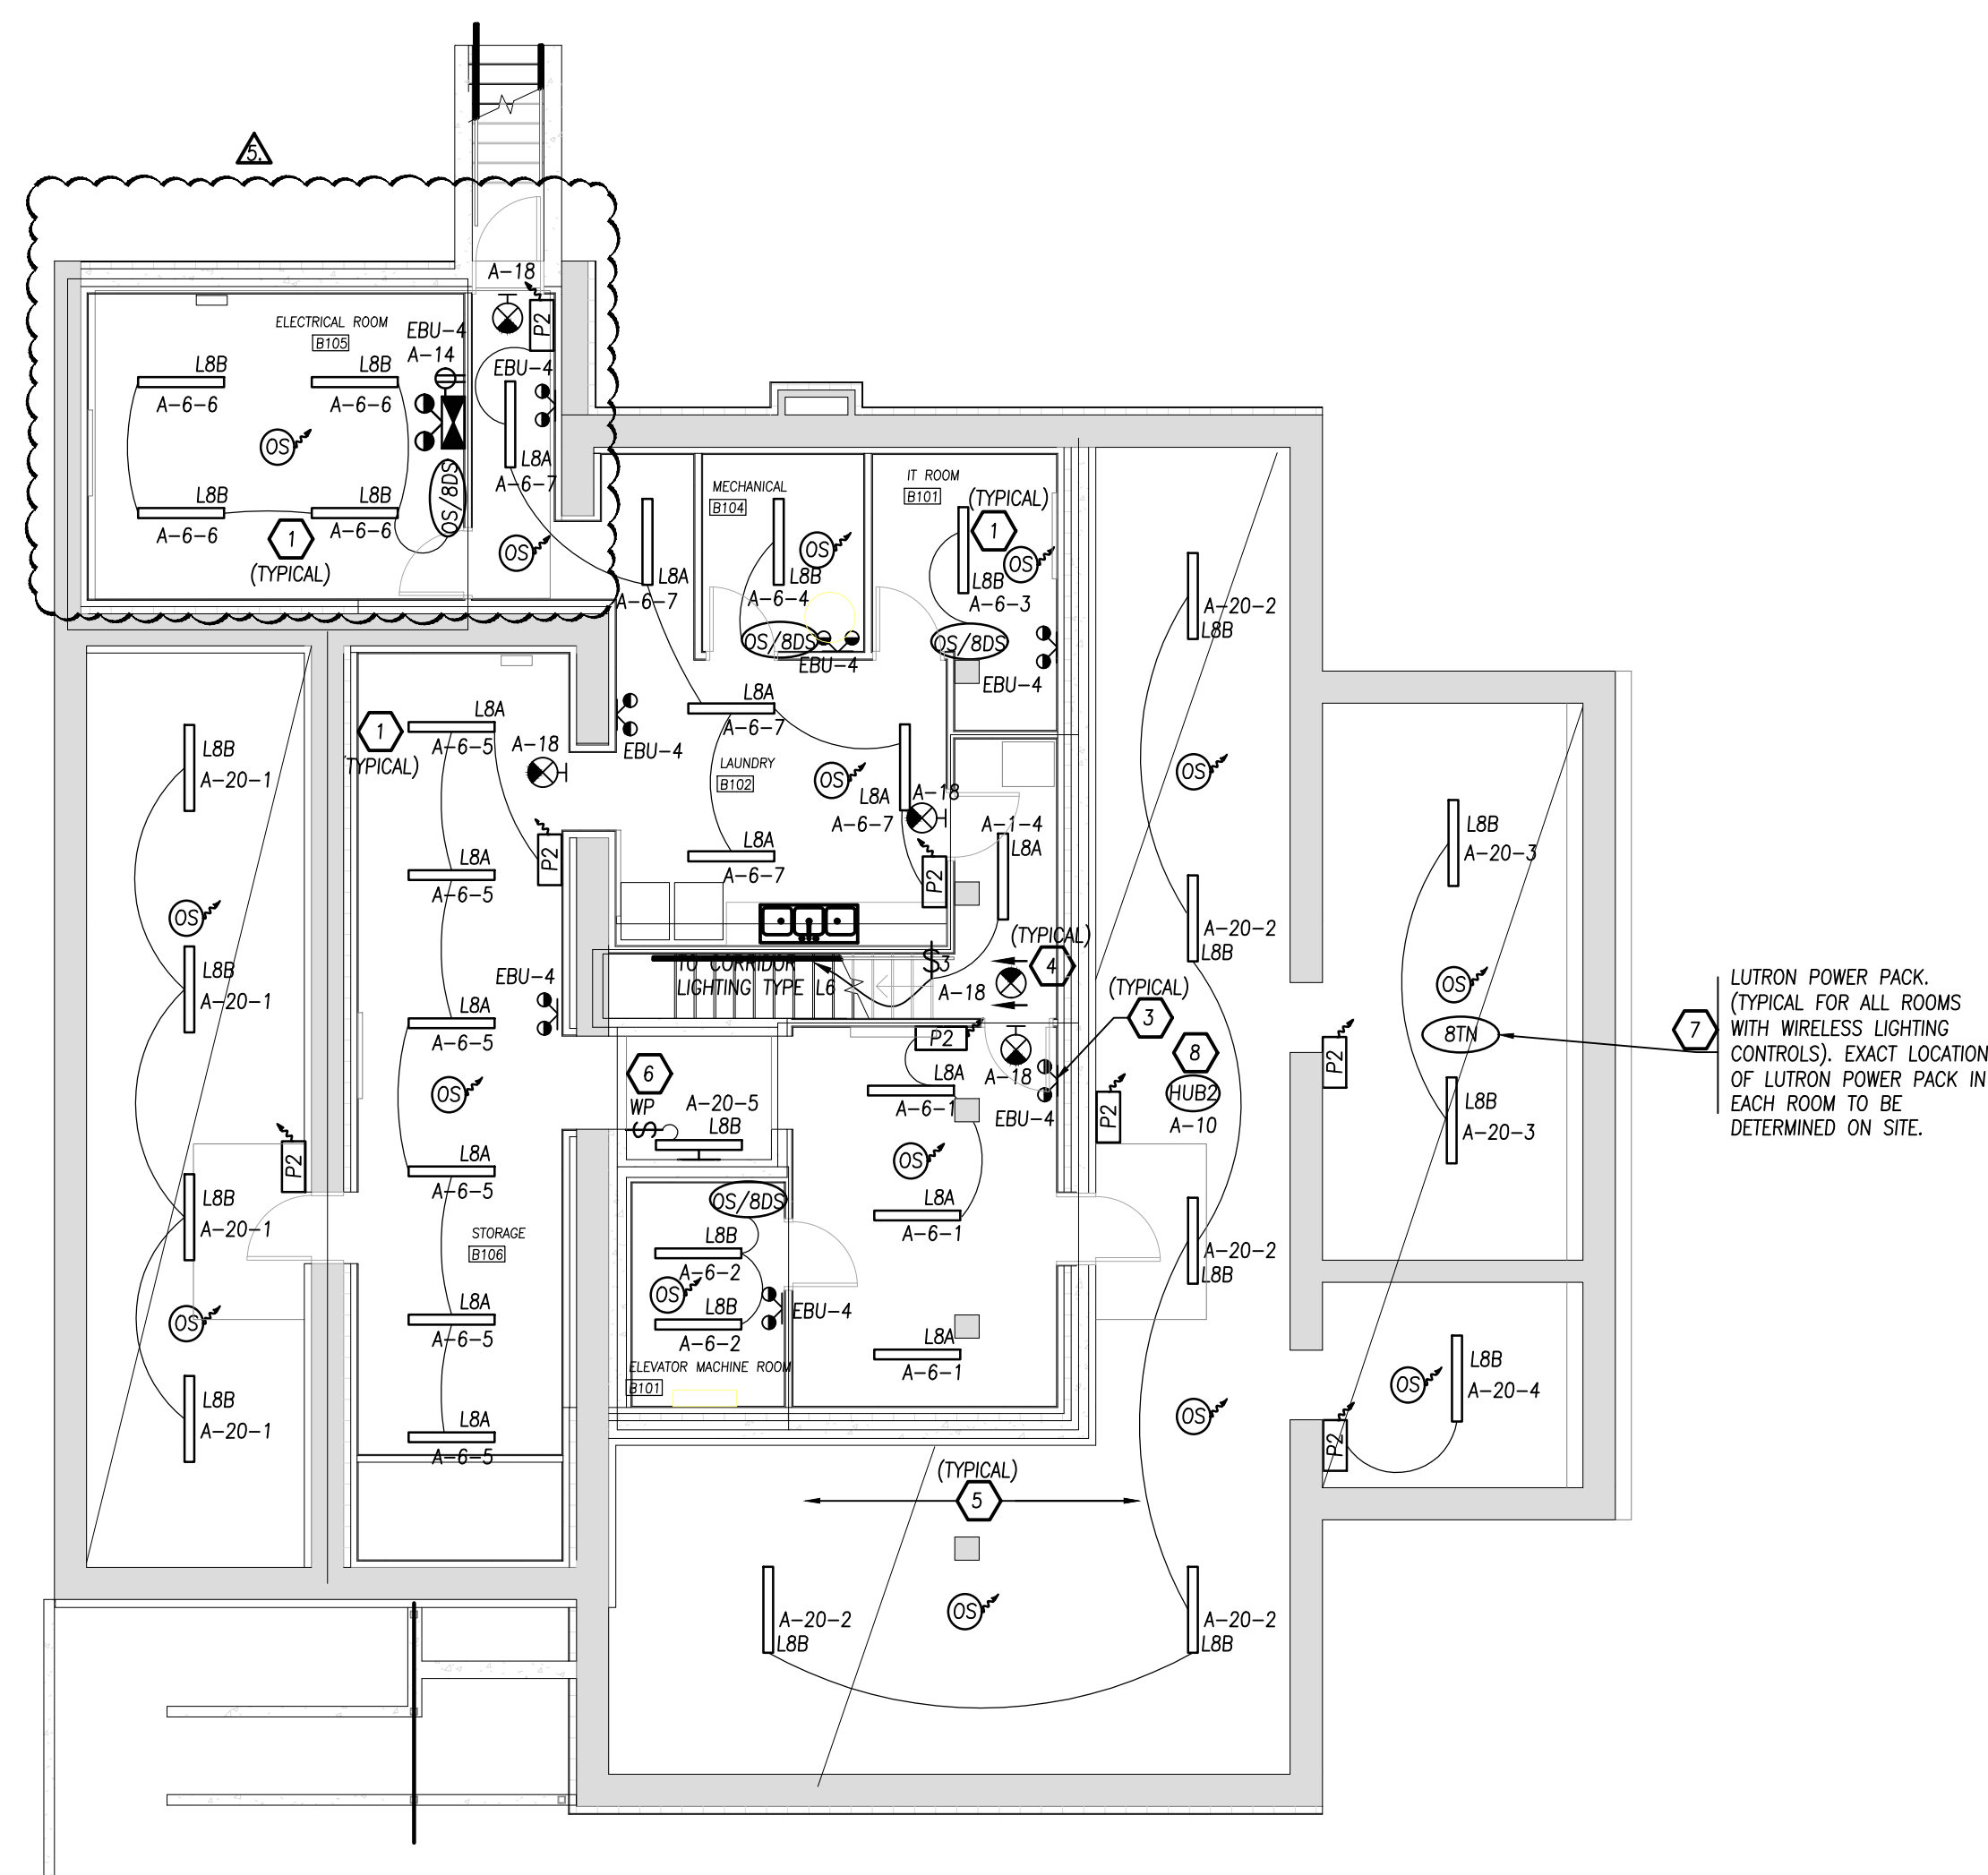 5.
A-18
P2
ELECTRICAL ROOM
B105
EBU-4
A-14
EBU-4
L8B
A-6-6
L8B
A-6-6
OS
L8A
A-6-7
OS/8DS
L8B
A-6-6
L8B
A-6-6
1
(TYPICAL)
OS
MECHANICAL
B104
IT ROOM
B101
(TYPICAL)
1
OS
OS
L8A
A-6-7
L8B
A-6-4
L8B
A-6-3
OS/8DS
EBU-4
OS/8DS
EBU-4
A-20-2
L8B
L8A
A-6-5
1
(TYPICAL)
A-18
EBU-4
L8A
A-6-7
LAUNDRY
B102
OS
L8A
A-6-7
A-18
A-1-4
L8A
OS
L8B
A-20-1
L8B
A-20-3
P2
L8A
A-6-5
L8A
A-6-7
P2
OS
A-20-2
L8B
L8B
A-20-1
EBU-4
L8A
A-6-5
TO CORRIDOR
LIGHTING TYPE L6
$3
A-18
(TYPICAL)
4
(TYPICAL)
3
OS
8TN
7
LUTRON POWER PACK.
(TYPICAL FOR ALL ROOMS
WITH WIRELESS LIGHTING
CONTROLS). EXACT LOCATION
OF LUTRON POWER PACK IN
EACH ROOM TO BE
DETERMINED ON SITE.
P2
6
WP
$
A-20-5
L8B
P2
L8A
A-6-1
A-18
EBU-4
8
HUB2
A-10
P2
OS
OS
L8B
A-20-3
P2
L8A
A-6-5
L8B
A-20-1
OS/8DS
L8A
A-6-1
STORAGE
B106
L8B
A-6-2
A-20-2
L8B
OS
L8B
A-6-2
EBU-4
OS
L8A
A-6-5
L8A
A-6-1
ELEVATOR MACHINE ROOM
B101
L8B
A-20-4
OS
OS
P2
L8B
A-20-1
L8A
A-6-5
(TYPICAL)
5
A-20-2
L8B
OS
A-20-2
L8B